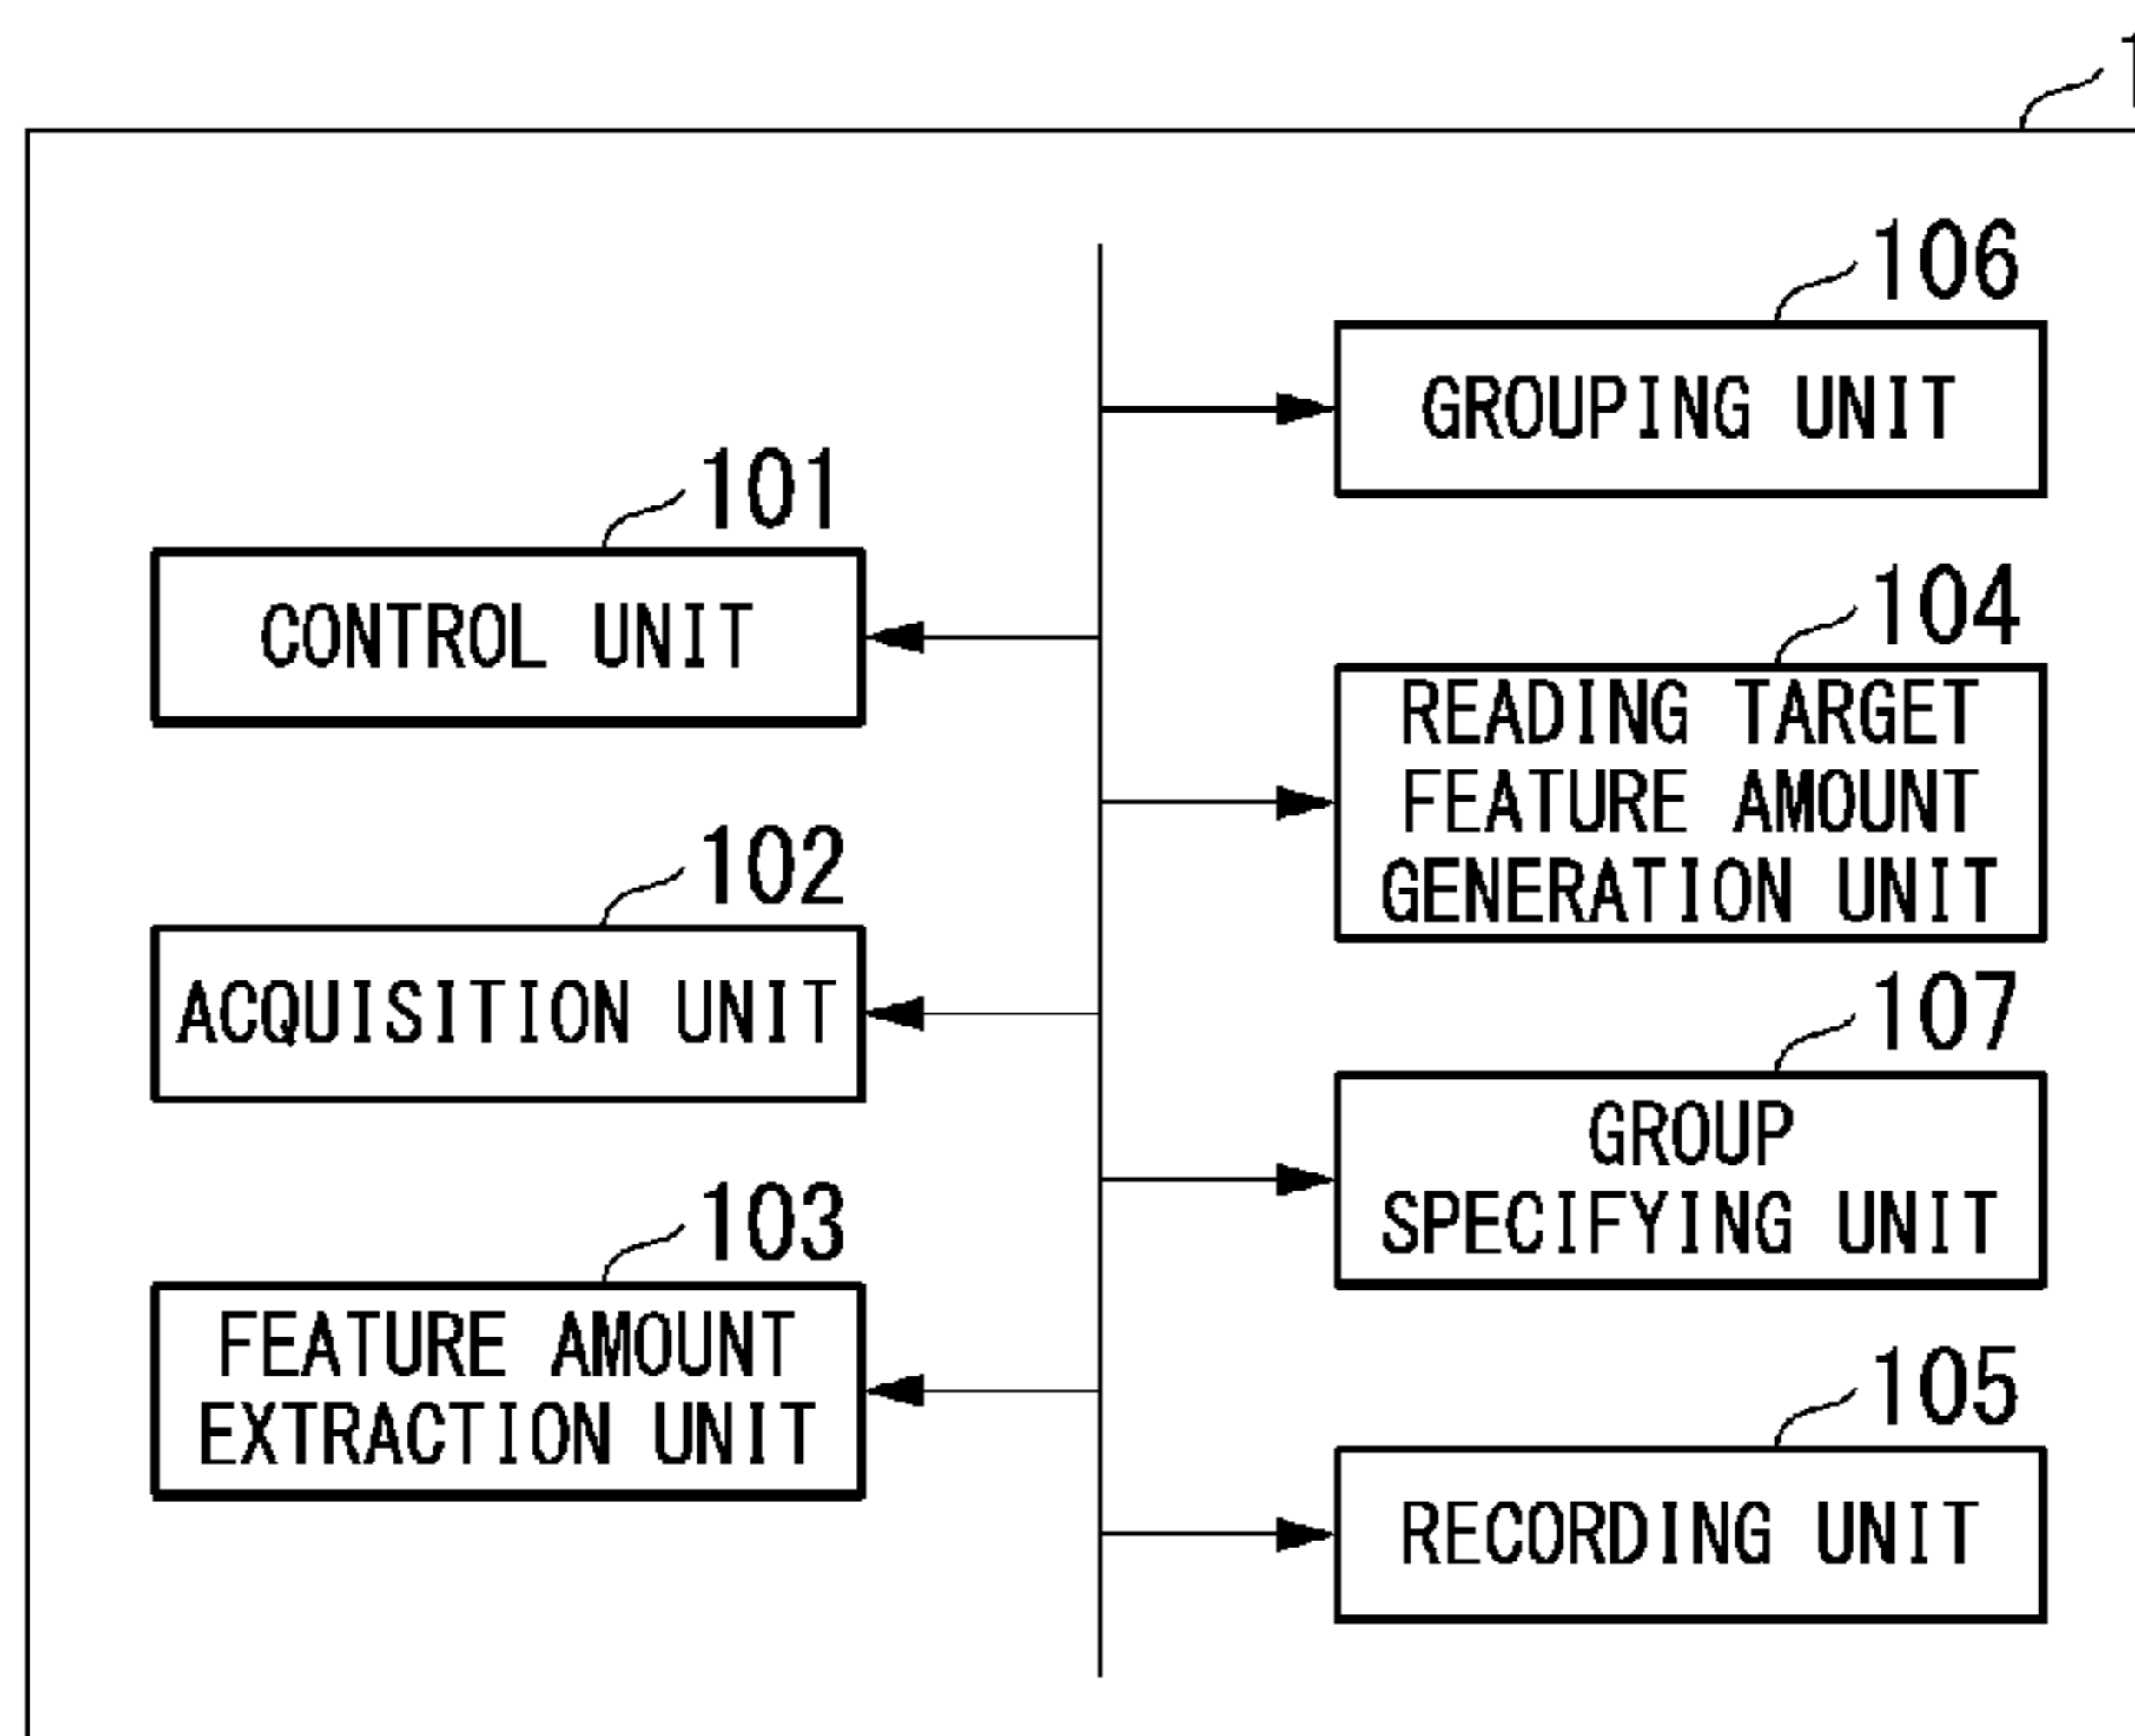 1
106
GROUPING UNIT
101
CONTROL UNIT
104
READING TARGET
FEATURE AMOUNT
GENERATION UNIT
102
ACQUISITION UNIT
107
GROUP
SPECIFYING UNIT
103
FEATURE AMOUNT
EXTRACTION UNIT
105
RECORDING UNIT